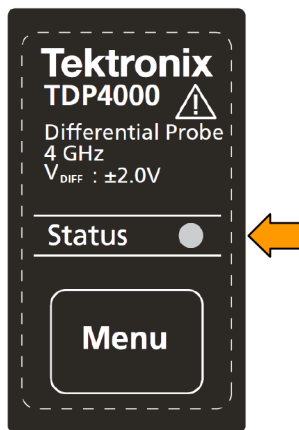 Tektronix
TDP4000
Differential Probe
4 GHz
VDIFF : ±2.0V
Status
Menu